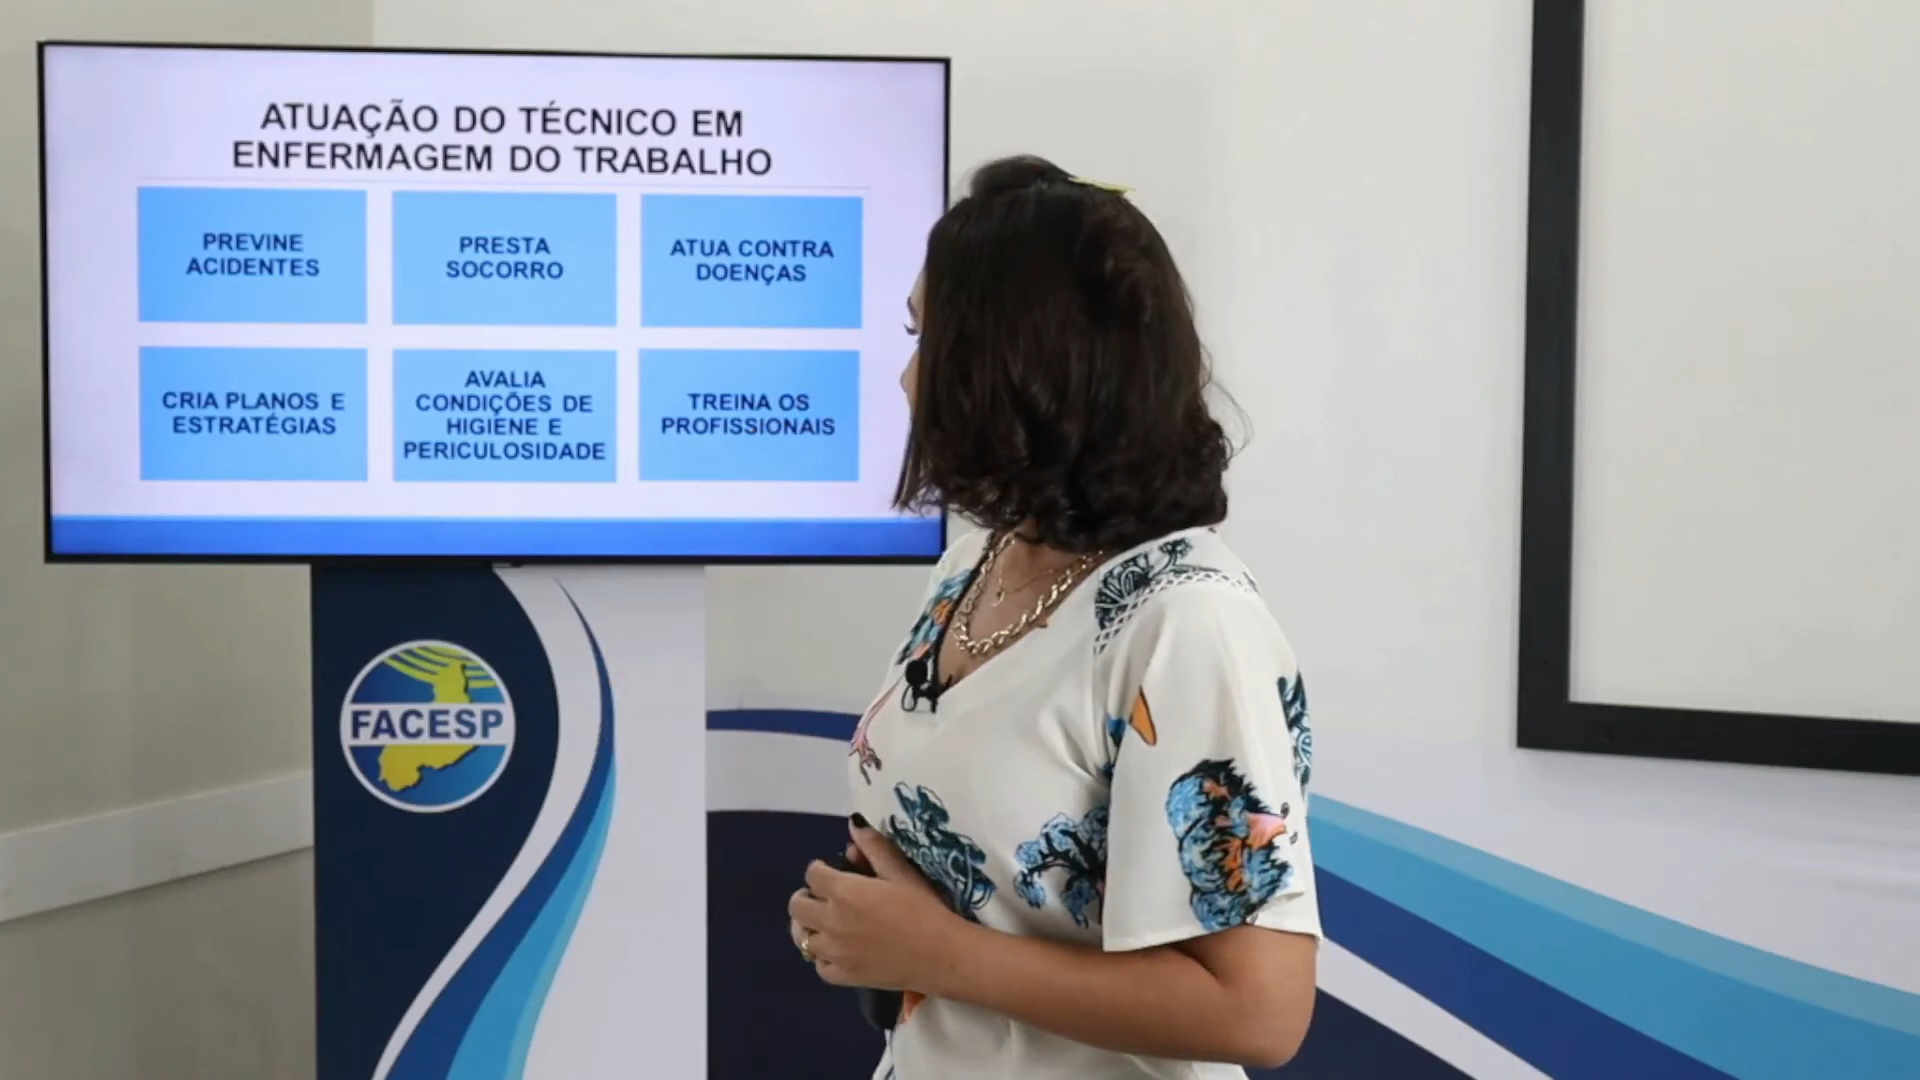 ATUAÇÃO DO TÉCNICO EM
ENFERMAGEM DO TRABALHO
PREVINE
ACIDENTES
PRESTA
SOCORRO
ATUA CONTRA
DOENÇAS
CRIA PLANOS E
ESTRATÉGIAS
AVALIA
CONDIÇÕES DE
HIGIENE E
PERICULOSIDADE
TREINA OS
PROFISSIONAIS
FACESP